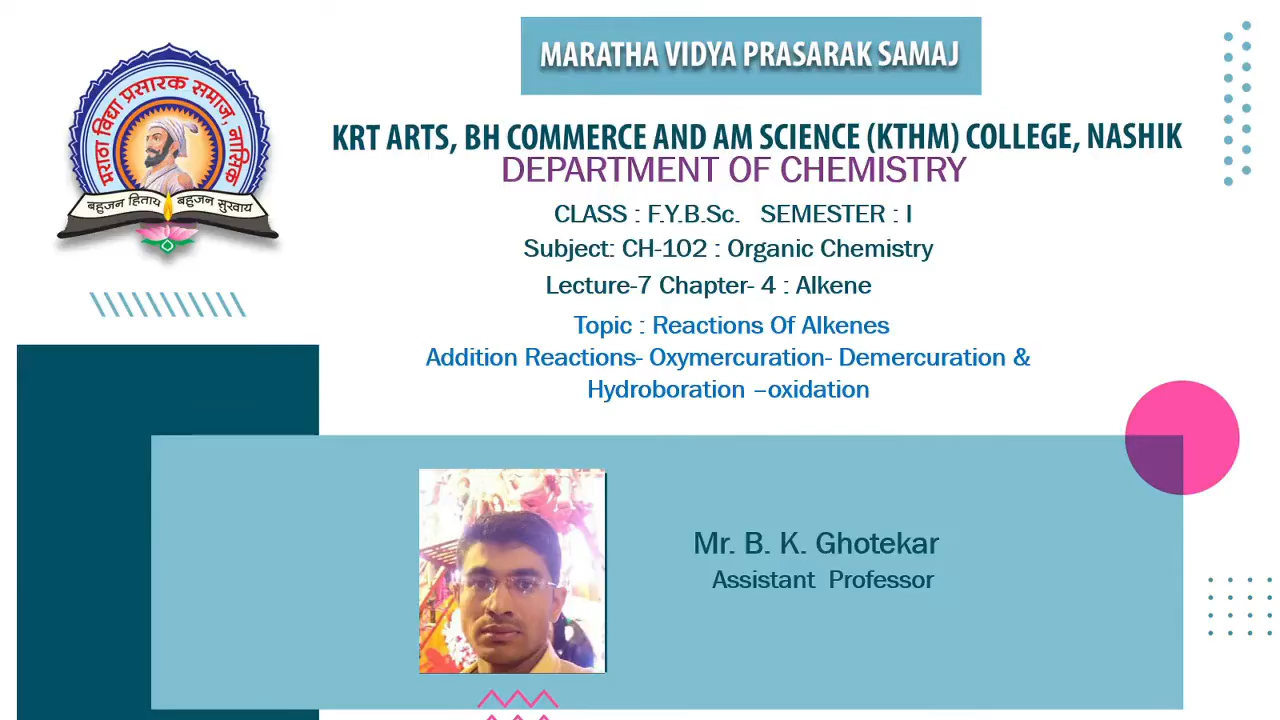 मराठा विद्या प्रसारक समाज, नाशिक
बहुजन हिताय बहुजन सुखाय
MARATHA VIDYA PRASARAK SAMAJ
KRT ARTS, BH COMMERCE AND AM SCIENCE (KTHM) COLLEGE, NASHIK
DEPARTMENT OF CHEMISTRY
CLASS : F.Y.B.Sc. SEMESTER : I
Subject: CH-102 : Organic Chemistry
Lecture-7 Chapter- 4 : Alkene
Topic : Reactions Of Alkenes
Addition Reactions- Oxymercuration- Demercuration &
Hydroboration –oxidation
Mr. B. K. Ghotekar
Assistant Professor